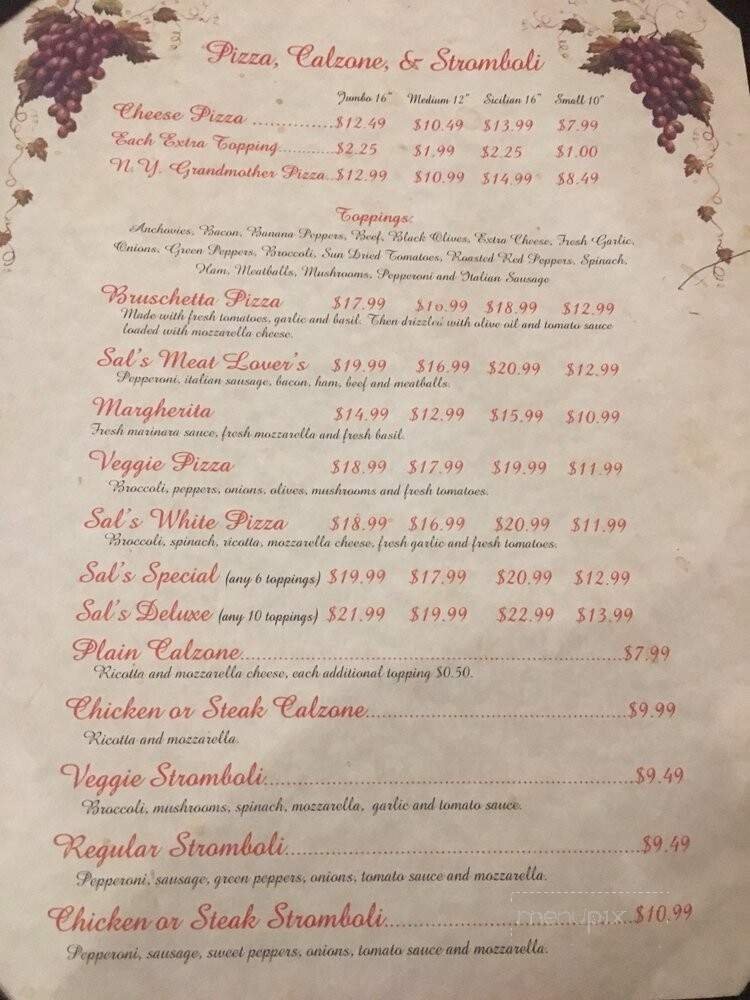 Pizza, Calzone, & Stromboli
Jumbo 16" Medium 12" Sicilian 16" Small 10"
Cheese Pizza ...............$12.49 $10.49 $13.99 $7.99
Each Extra Topping............$2.25 $1.99 $2.25 $1.00
N.Y. Grandmother Pizza..$12.99 $10.99 $14.99 $8.49
Toppings:
Anchovies, Bacon, Banana Peppers, Beef, Black Olives, Extra Cheese, Fresh Garlic,
Onions, Green Peppers, Broccoli, Sun Dried Tomatoes, Roasted Red Peppers, Spinach,
Ham, Meatballs, Mushrooms, Pepperoni and Italian Sausage
Bruschetta Pizza $17.99 $16.99 $18.99 $12.99
Made with fresh tomatoes, garlic and basil. Then drizzled with olive oil and tomato sauce
loaded with mozzarella cheese.
Sal's Meat Lover's $19.99 $16.99 $20.99 $12.99
Pepperoni, italian sausage, bacon, ham, beef and meatballs.
Margherita $14.99 $12.99 $15.99 $10.99
Fresh marinara sauce, fresh mozzarella and fresh basil.
Veggie Pizza $18.99 $17.99 $19.99 $11.99
Broccoli, peppers, onions, olives, mushrooms and fresh tomatoes.
Sal's White Pizza $18.99 $16.99 $20.99 $11.99
Broccoli, spinach, ricotta, mozzarella cheese, fresh garlic and fresh tomatoes.
Sal's Special (any 6 toppings) $19.99 $17.99 $20.99 $12.99
Sal's Deluxe (any 10 toppings) $21.99 $19.99 $22.99 $13.99
Plain Calzone..................................................$7.99
Ricotta and mozzarella cheese, each additional topping $0.50.
Chicken or Steak Calzone..................................$9.99
Ricotta and mozzarella.
Veggie Stromboli..................................................$9.49
Broccoli, mushrooms, spinach, mozzarella, garlic and tomato sauce.
Regular Stromboli..................................................$9.49
Pepperoni, sausage, green peppers, onions, tomato sauce and mozzarella.
Chicken or Steak Stromboli..................................$10.99
Pepperoni, sausage, sweet peppers, onions, tomato sauce and mozzarella.
menupix